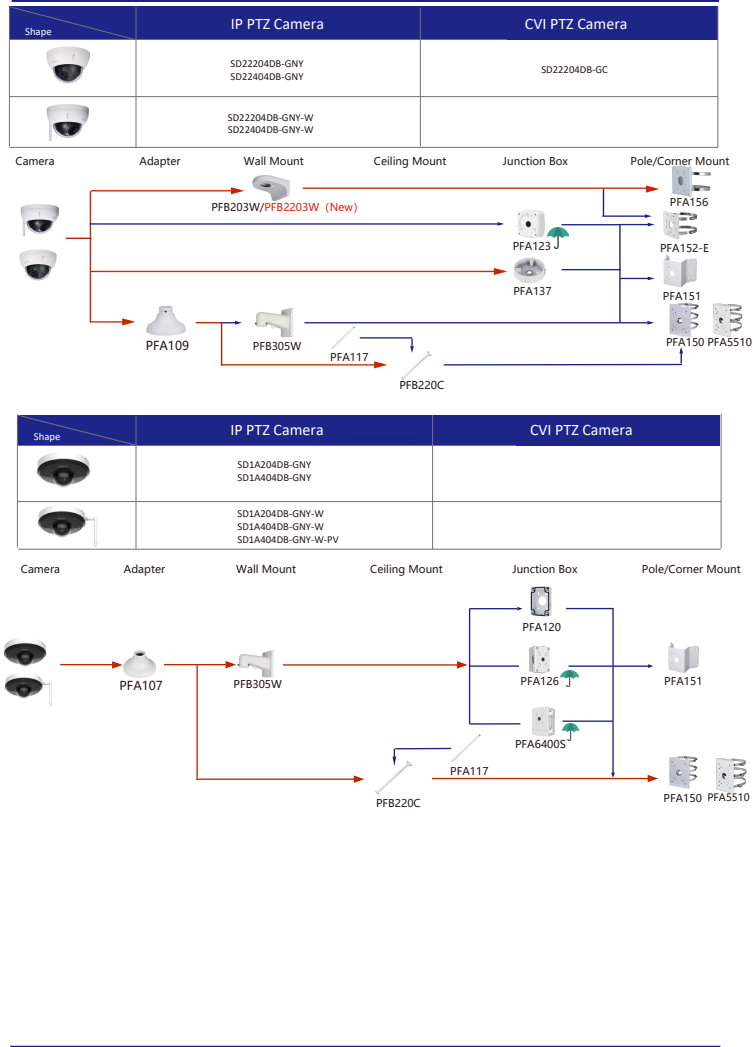 Shape
IP PTZ Camera
CVI PTZ Camera
SD22204DB-GNY
SD22404DB-GNY
SD22204DB-GC
SD22204DB-GNY-W
SD22404DB-GNY-W
Camera Adapter Wall Mount Ceiling Mount Junction Box Pole/Corner Mount
PFA156
PFB203W/PFB2203W (New)
PFA123
PFA152-E
PFA137
PFA151
PFA109
PFB305W
PFA117
PFA150 PFA5510
PFB220C
Shape
IP PTZ Camera
CVI PTZ Camera
SD1A204DB-GNY
SD1A404DB-GNY
SD1A204DB-GNY-W
SD1A404DB-GNY-W
SD1A404DB-GNY-W-PV
Camera Adapter Wall Mount Ceiling Mount Junction Box Pole/Corner Mount
PFA120
PFA107
PFB305W
PFA126
PFA151
PFA6400S
PFA117
PFB220C
PFA150 PFA5510